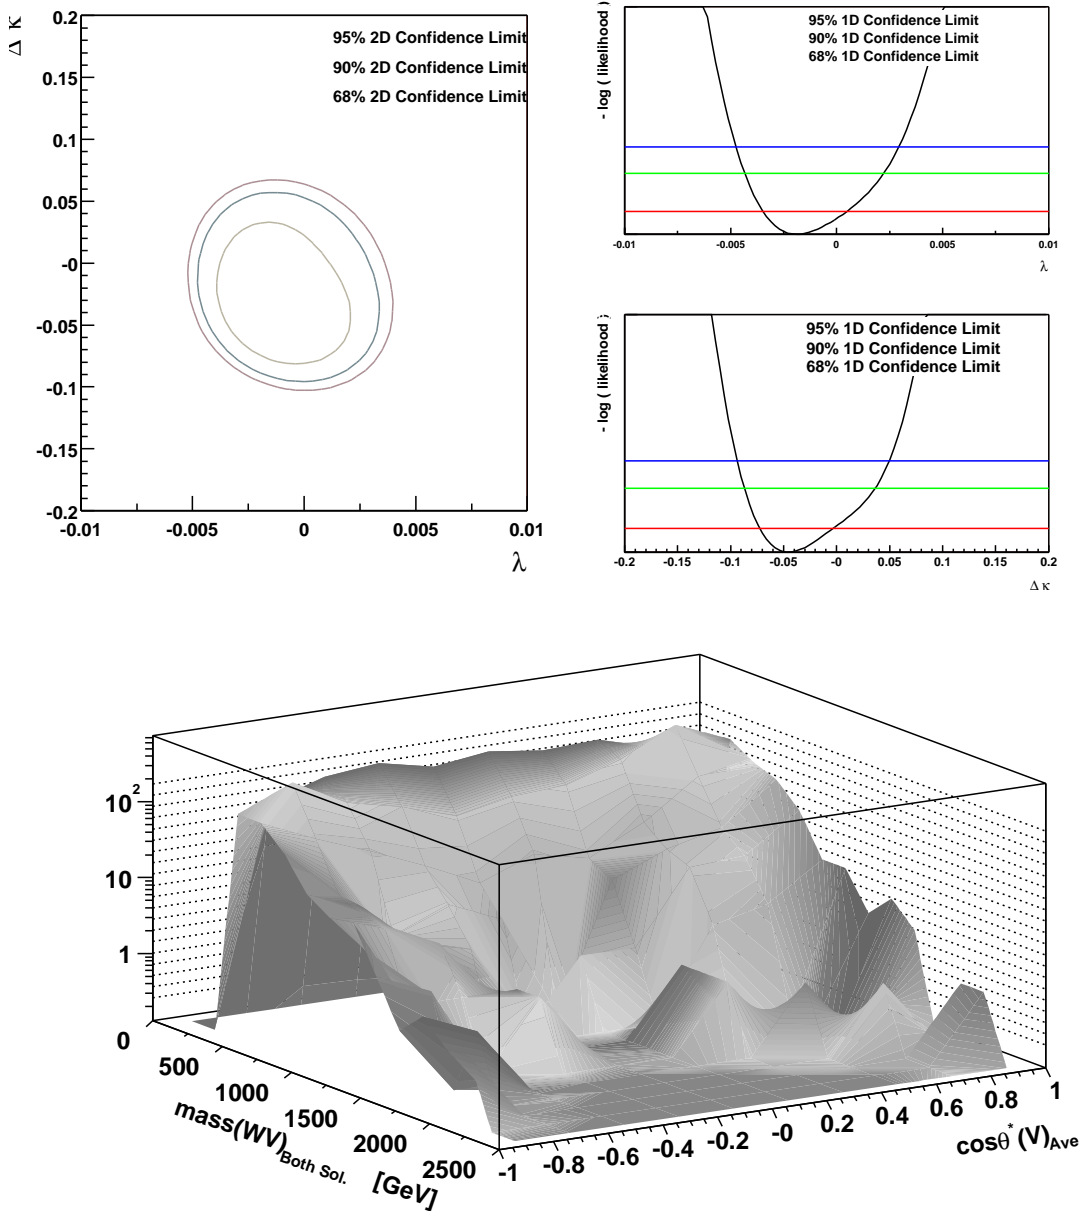 Δ κ
0.2
0.15
0.1
0.05
-0
-0.05
-0.1
-0.15
-0.2
-0.01 -0.005 0 0.005 0.01
λ
95% 2D Confidence Limit
90% 2D Confidence Limit
68% 2D Confidence Limit
- log ( likelihood )
95% 1D Confidence Limit
90% 1D Confidence Limit
68% 1D Confidence Limit
-0.01 -0.005 0 0.005 0.01
λ
- log ( likelihood )
95% 1D Confidence Limit
90% 1D Confidence Limit
68% 1D Confidence Limit
-0.2 -0.15 -0.1 -0.05 -0 0.05 0.1 0.15 0.2
Δ κ
10²
10
1
0 500 1000 1500 2000 2500
mass(WV)Both Sol. [GeV]
-1 -0.8 -0.6 -0.4 -0.2 -0 0.2 0.4 0.6 0.8 1
cosθ*(V)Ave